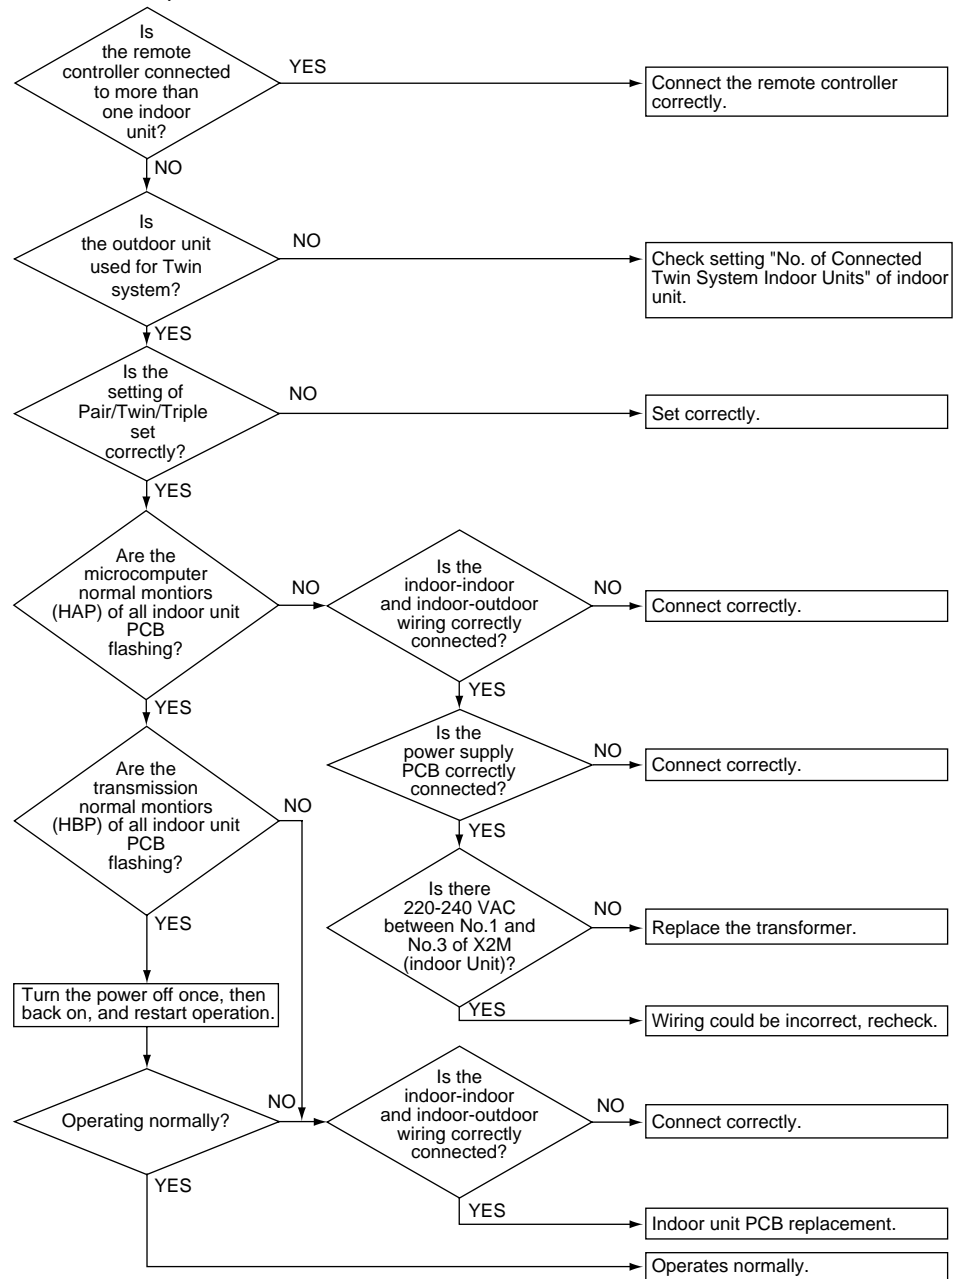 Is
the remote
controller connected
to more than
one indoor
unit?
YES
Connect the remote controller
correctly.
NO
Is
the outdoor unit
used for Twin
system?
NO
Check setting "No. of Connected
Twin System Indoor Units" of indoor
unit.
YES
Is the
setting of
Pair/Twin/Triple
set
correctly?
NO
Set correctly.
YES
Are the
microcomputer
normal montiors
(HAP) of all indoor unit
PCB
flashing?
NO
Is the
indoor-indoor
and indoor-outdoor
wiring correctly
connected?
NO
Connect correctly.
YES
YES
Is the
power supply
PCB correctly
connected?
NO
Connect correctly.
Are the
transmission
normal montiors
(HBP) of all indoor unit
PCB
flashing?
NO
YES
Is there
220-240 VAC
between No.1 and
No.3 of X2M
(indoor Unit)?
NO
Replace the transformer.
YES
Turn the power off once, then
back on, and restart operation.
YES
Wiring could be incorrect, recheck.
Operating normally?
NO
Is the
indoor-indoor
and indoor-outdoor
wiring correctly
connected?
NO
Connect correctly.
YES
YES
Indoor unit PCB replacement.
Operates normally.